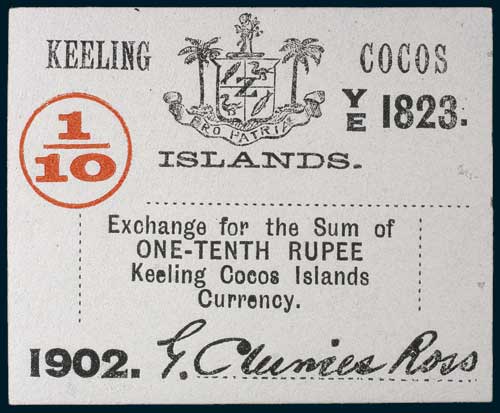 KEELING COCOS
PRO PATRIA
YE 1823.
ISLANDS.
1/10
Exchange for the Sum of
ONE-TENTH RUPEE
Keeling Cocos Islands
Currency.
1902. G. Clunies Ross